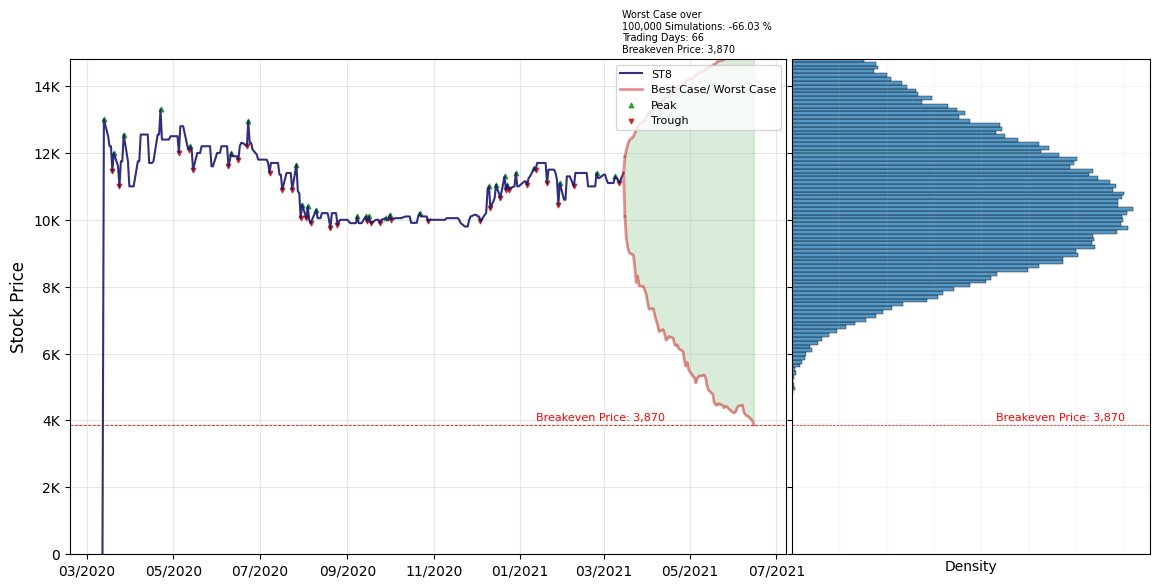 Worst Case over
100,000 Simulations: -66.03 %
Trading Days: 66
Breakeven Price: 3,870
ST8
Best Case/ Worst Case
Peak
Trough
Stock Price
14K
12K
10K
8K
6K
4K
2K
0
Breakeven Price: 3,870
Breakeven Price: 3,870
03/2020 05/2020 07/2020 09/2020 11/2020 01/2021 03/2021 05/2021 07/2021
Density